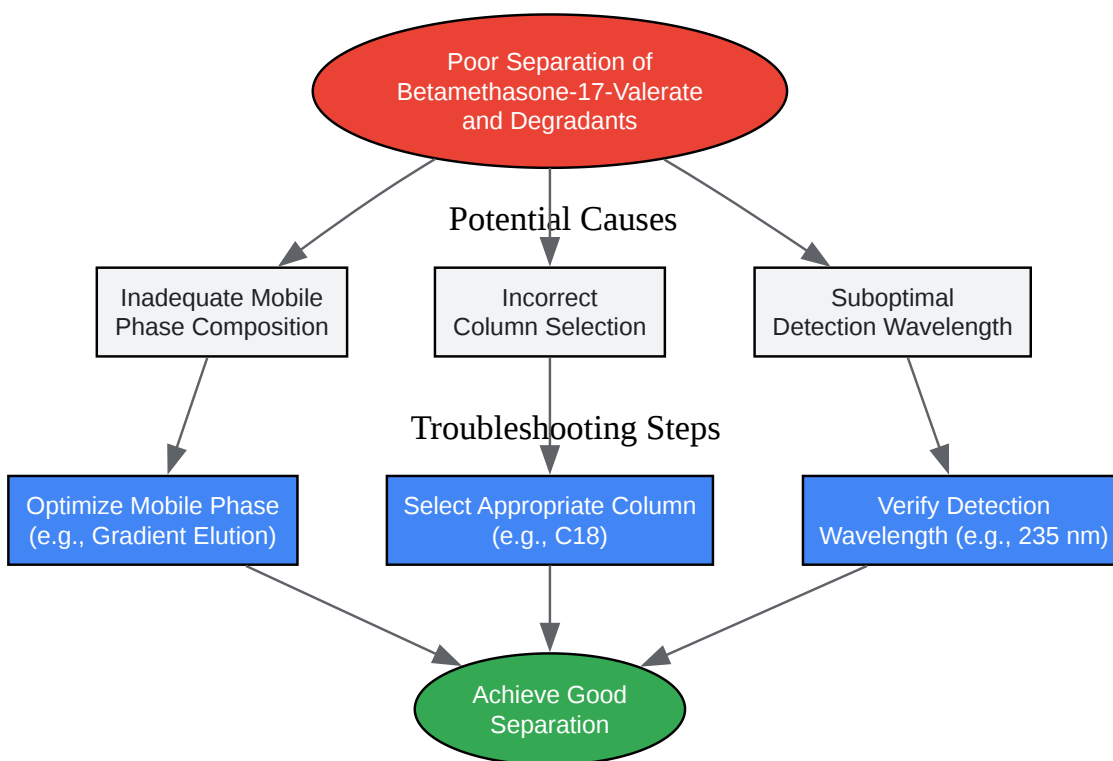 Poor Separation of
Betamethasone-17-Valerate
and Degradants
Potential Causes
Inadequate Mobile
Phase Composition
Incorrect
Column Selection
Suboptimal
Detection Wavelength
Troubleshooting Steps
Optimize Mobile Phase
(e.g., Gradient Elution)
Select Appropriate Column
(e.g., C18)
Verify Detection
Wavelength (e.g., 235 nm)
Achieve Good
Separation